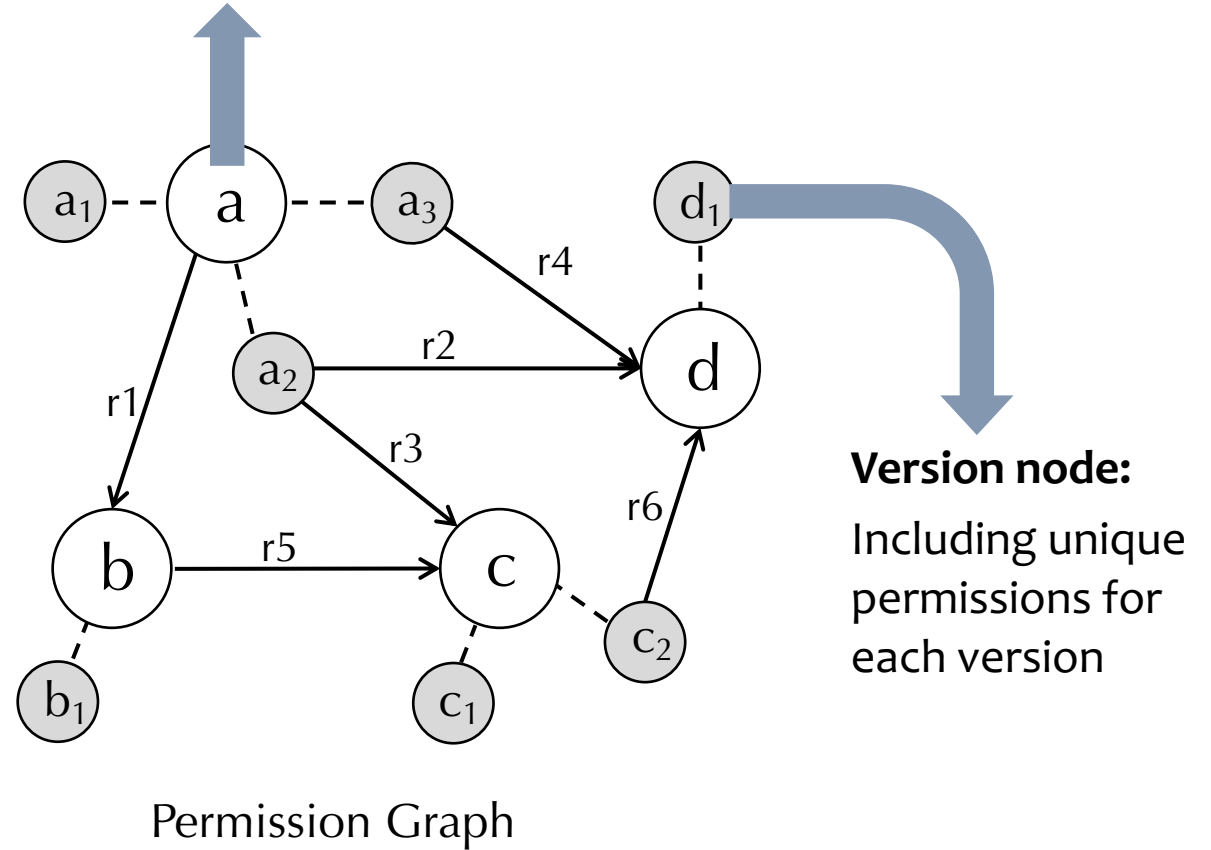 a₁
a
a₃
d₁
r4
r2
a₂
d
r1
r3
Version node:
r6
Including unique
r5
b
c
permissions for
c₂
each version
b₁
c₁
Permission Graph